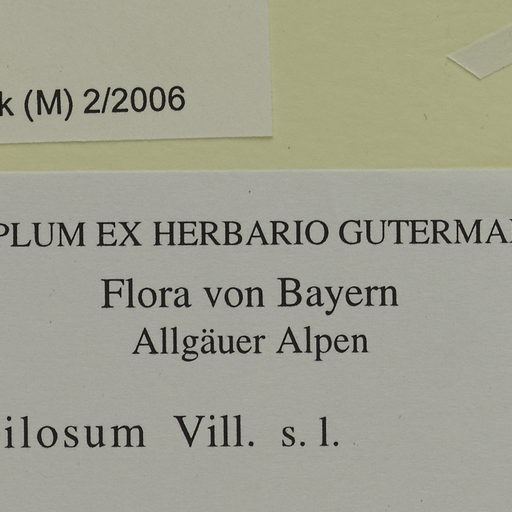 k (M) 2/2006
PLUM EX HERBARIO GUTERMA
Flora von Bayern
Allgäuer Alpen
ilosum Vill. s. l.